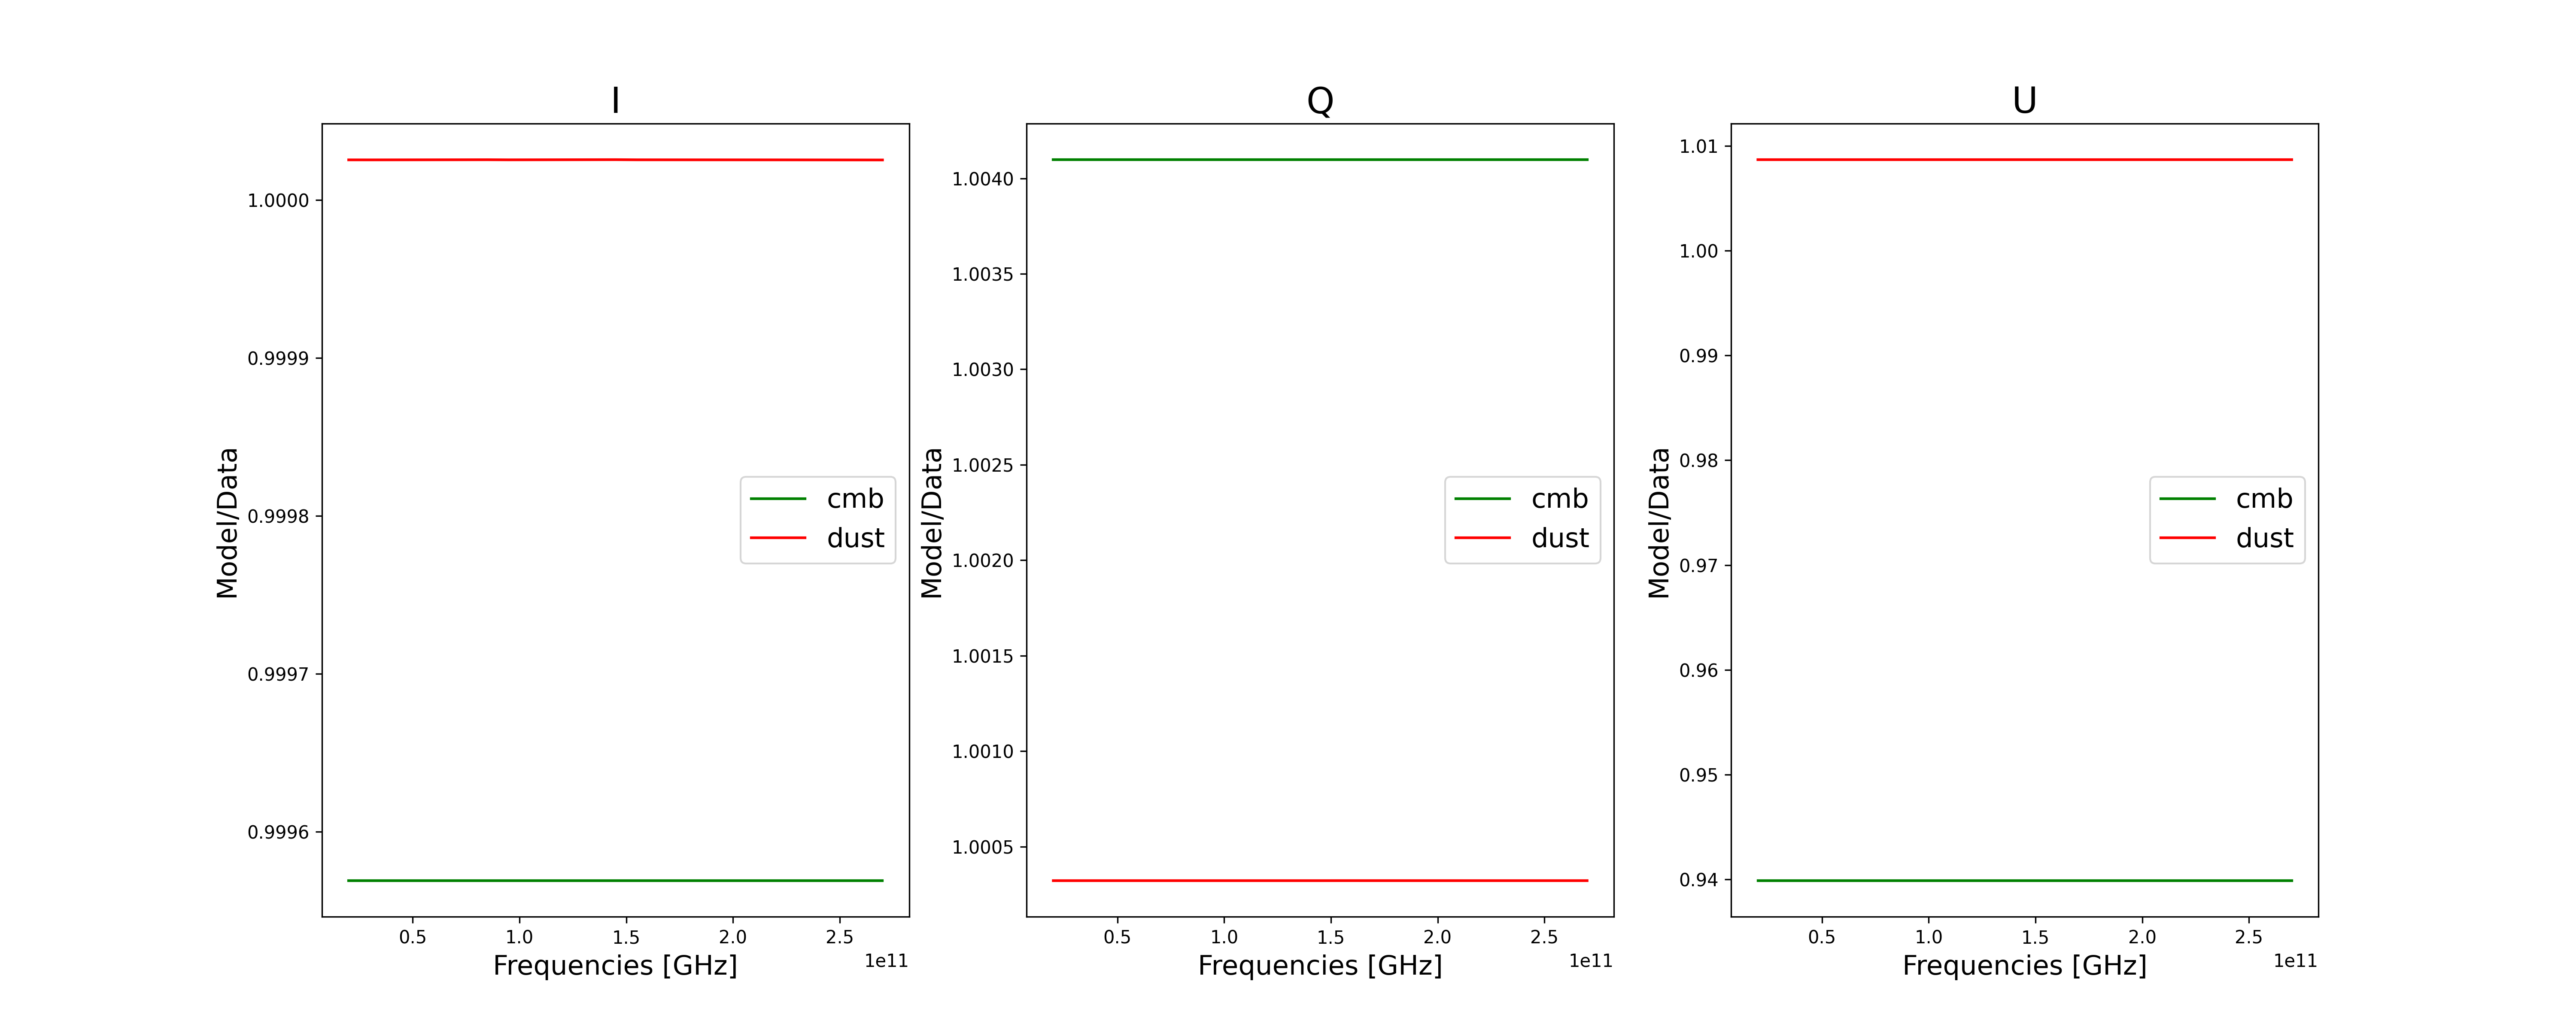 I
Model/Data
1.0000
0.9999
0.9998
0.9997
0.9996
cmb
dust
0.5 1.0 1.5 2.0 2.5
Frequencies [GHz]
1e11
Q
Model/Data
1.0040
1.0035
1.0030
1.0025
1.0020
1.0015
1.0010
1.0005
cmb
dust
0.5 1.0 1.5 2.0 2.5
Frequencies [GHz]
1e11
U
Model/Data
1.01
1.00
0.99
0.98
0.97
0.96
0.95
0.94
cmb
dust
0.5 1.0 1.5 2.0 2.5
Frequencies [GHz]
1e11